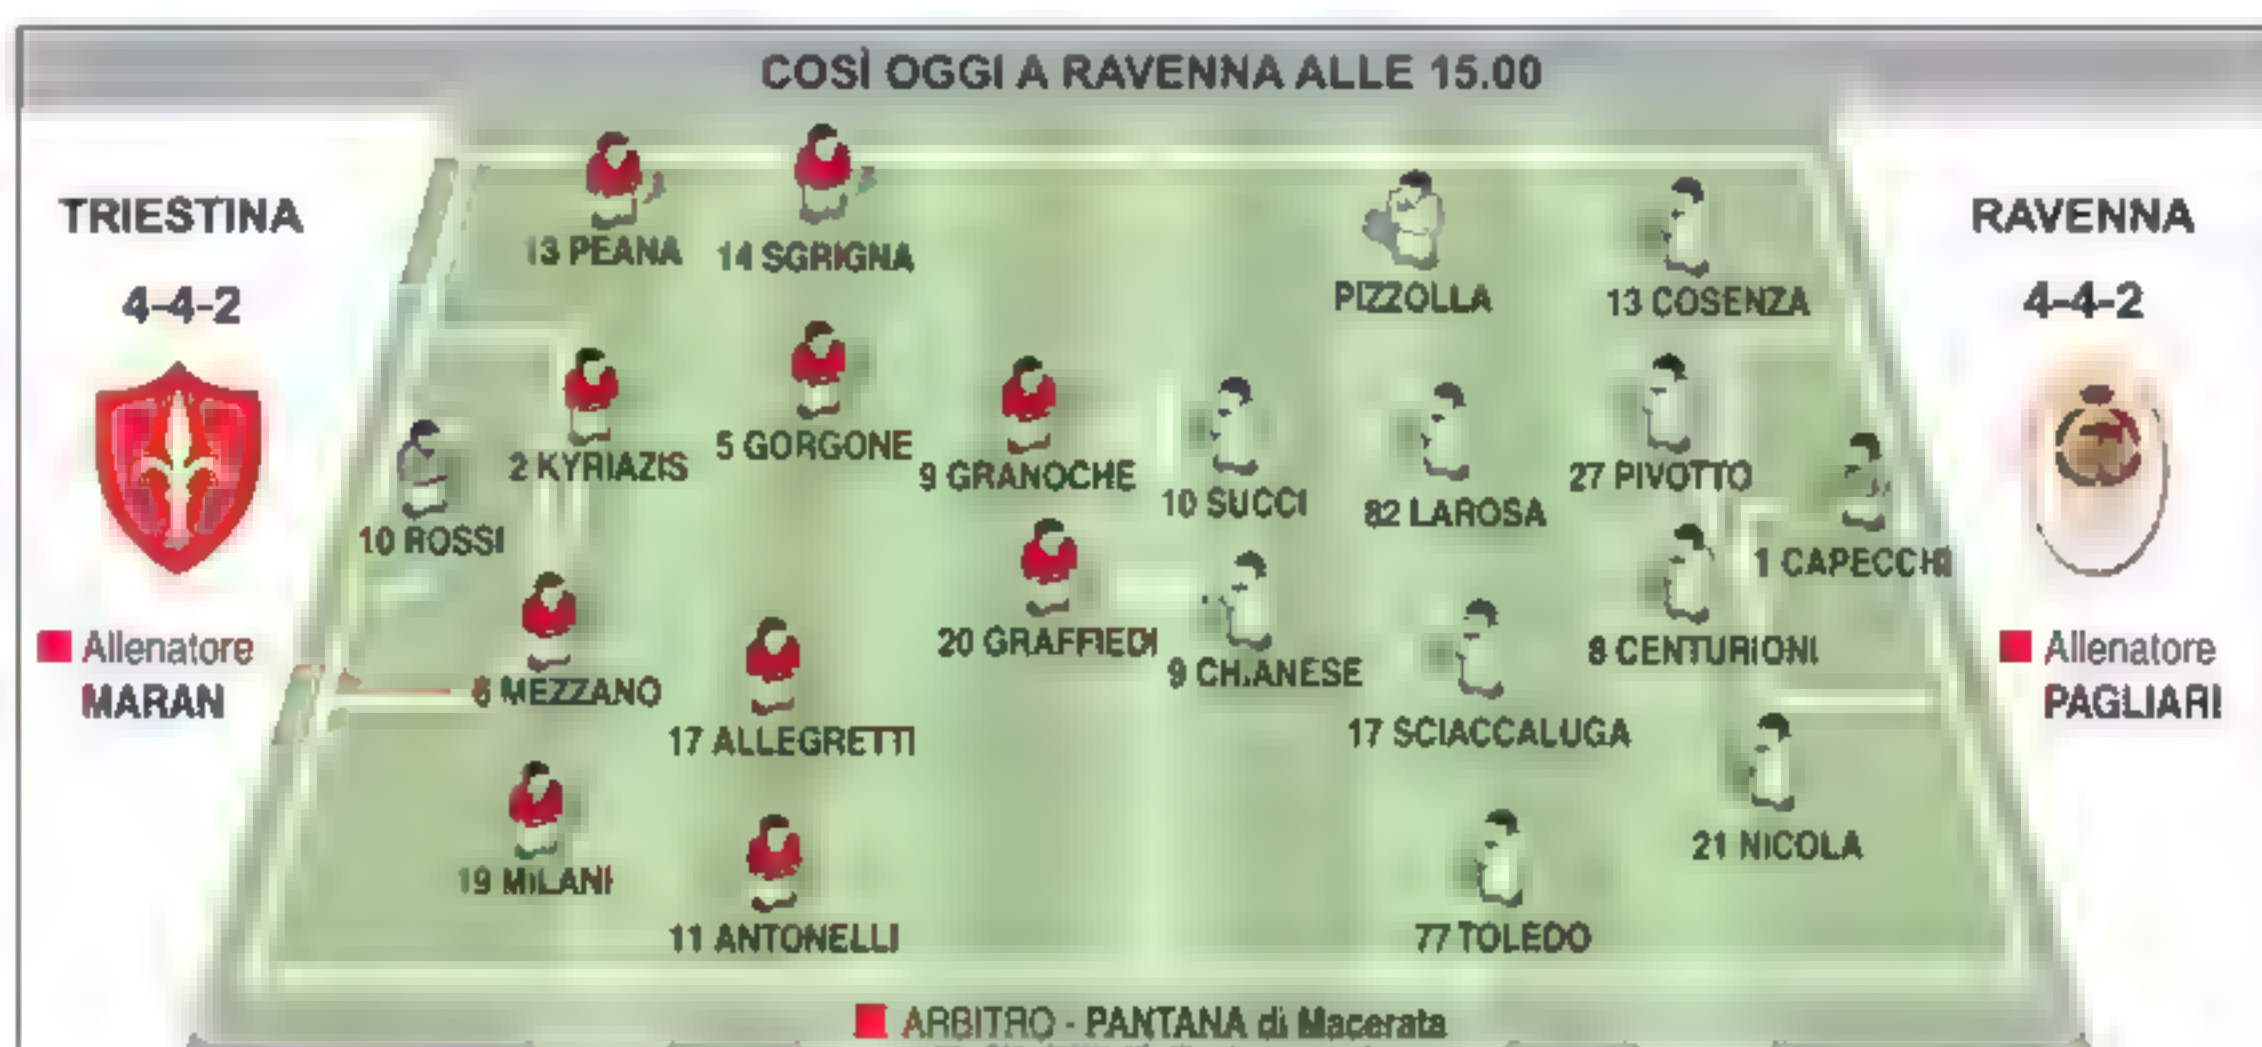 COSÌ OGGI A RAVENNA ALLE 15.00
TRIESTINA
4-4-2
Allenatore
MARAN
RAVENNA
4-4-2
Allenatore
PAGLIARI
13 PEANA
14 SGRIGNA
PIZZOLLA
13 COSENZA
2 KYRIAZIS
5 GORGONE
9 GRANOCHE
10 SUCCI
82 LAROSA
27 PIVOTTO
10 ROSSI
1 CAPECCHI
20 GRAFFIEDI
9 CHIANESE
8 CENTURIONI
MEZZANO
17 ALLEGRETTI
17 SCIACCALUGA
19 MILANI
21 NICOLA
11 ANTONELLI
77 TOLEDO
ARBITRO - PANTANA di Macerata